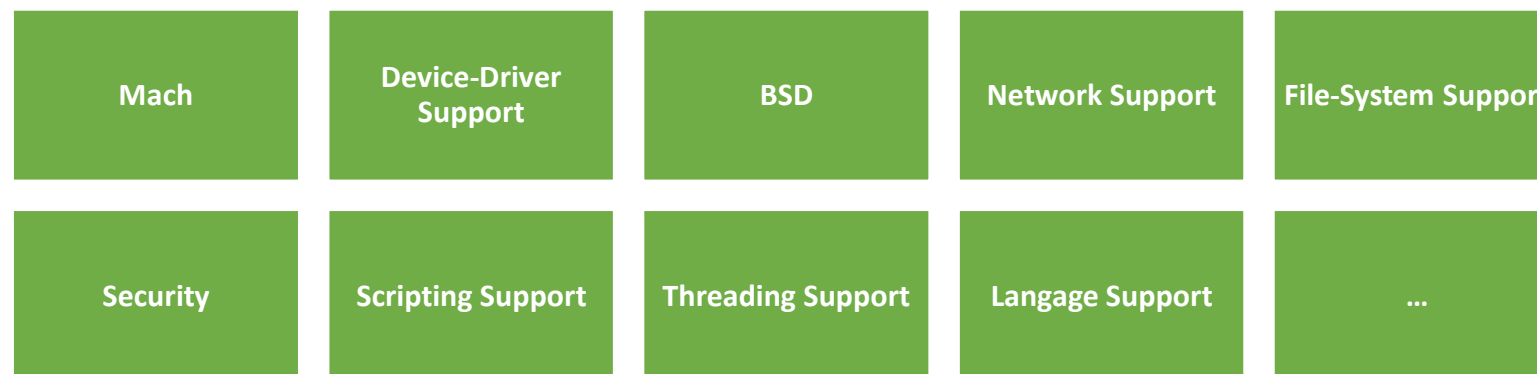 Mach
Device-Driver
Support
BSD
Network Support
File-System Suppor
Security
Scripting Support
Threading Support
Langage Support
...